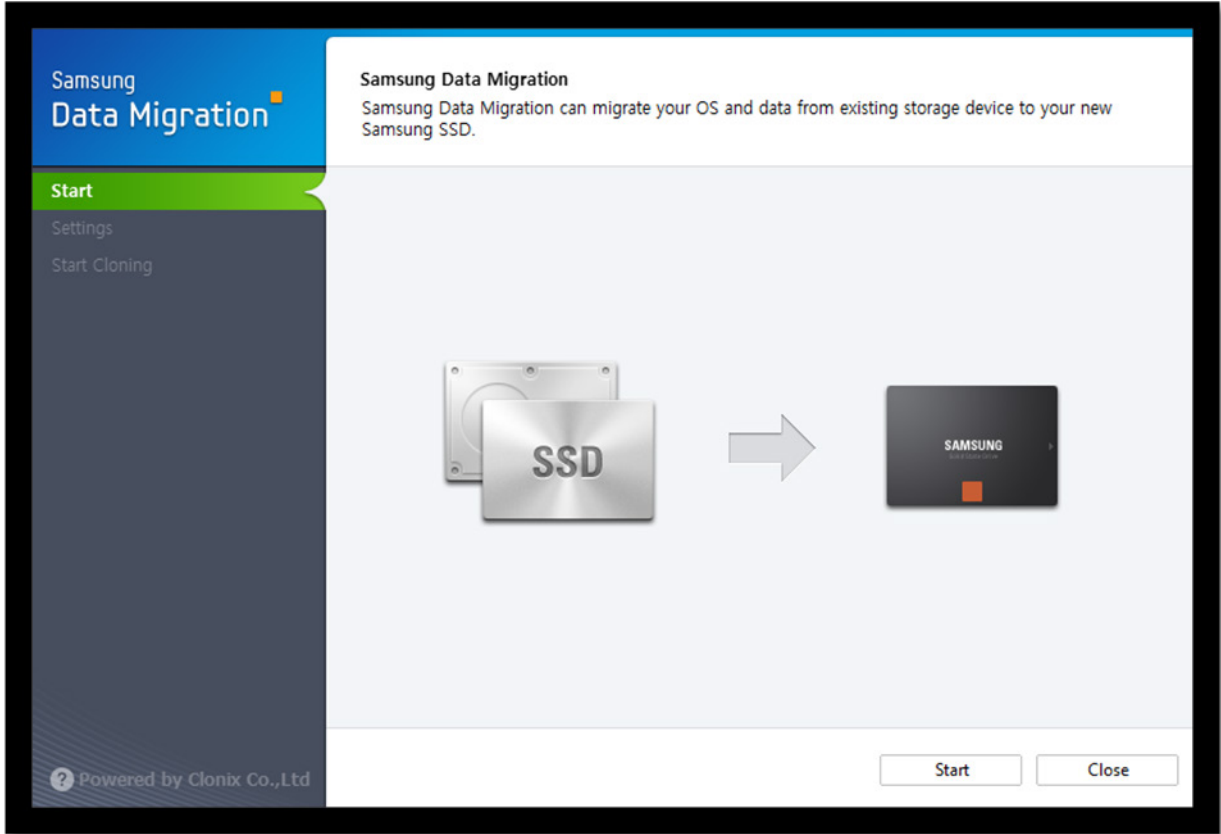 Samsung
Data Migration
Samsung Data Migration
Samsung Data Migration can migrate your OS and data from existing storage device to your new
Samsung SSD.
Start
Settings
Start Cloning
SSD
SAMSUNG
Powered by Clonix Co.,Ltd
Start
Close